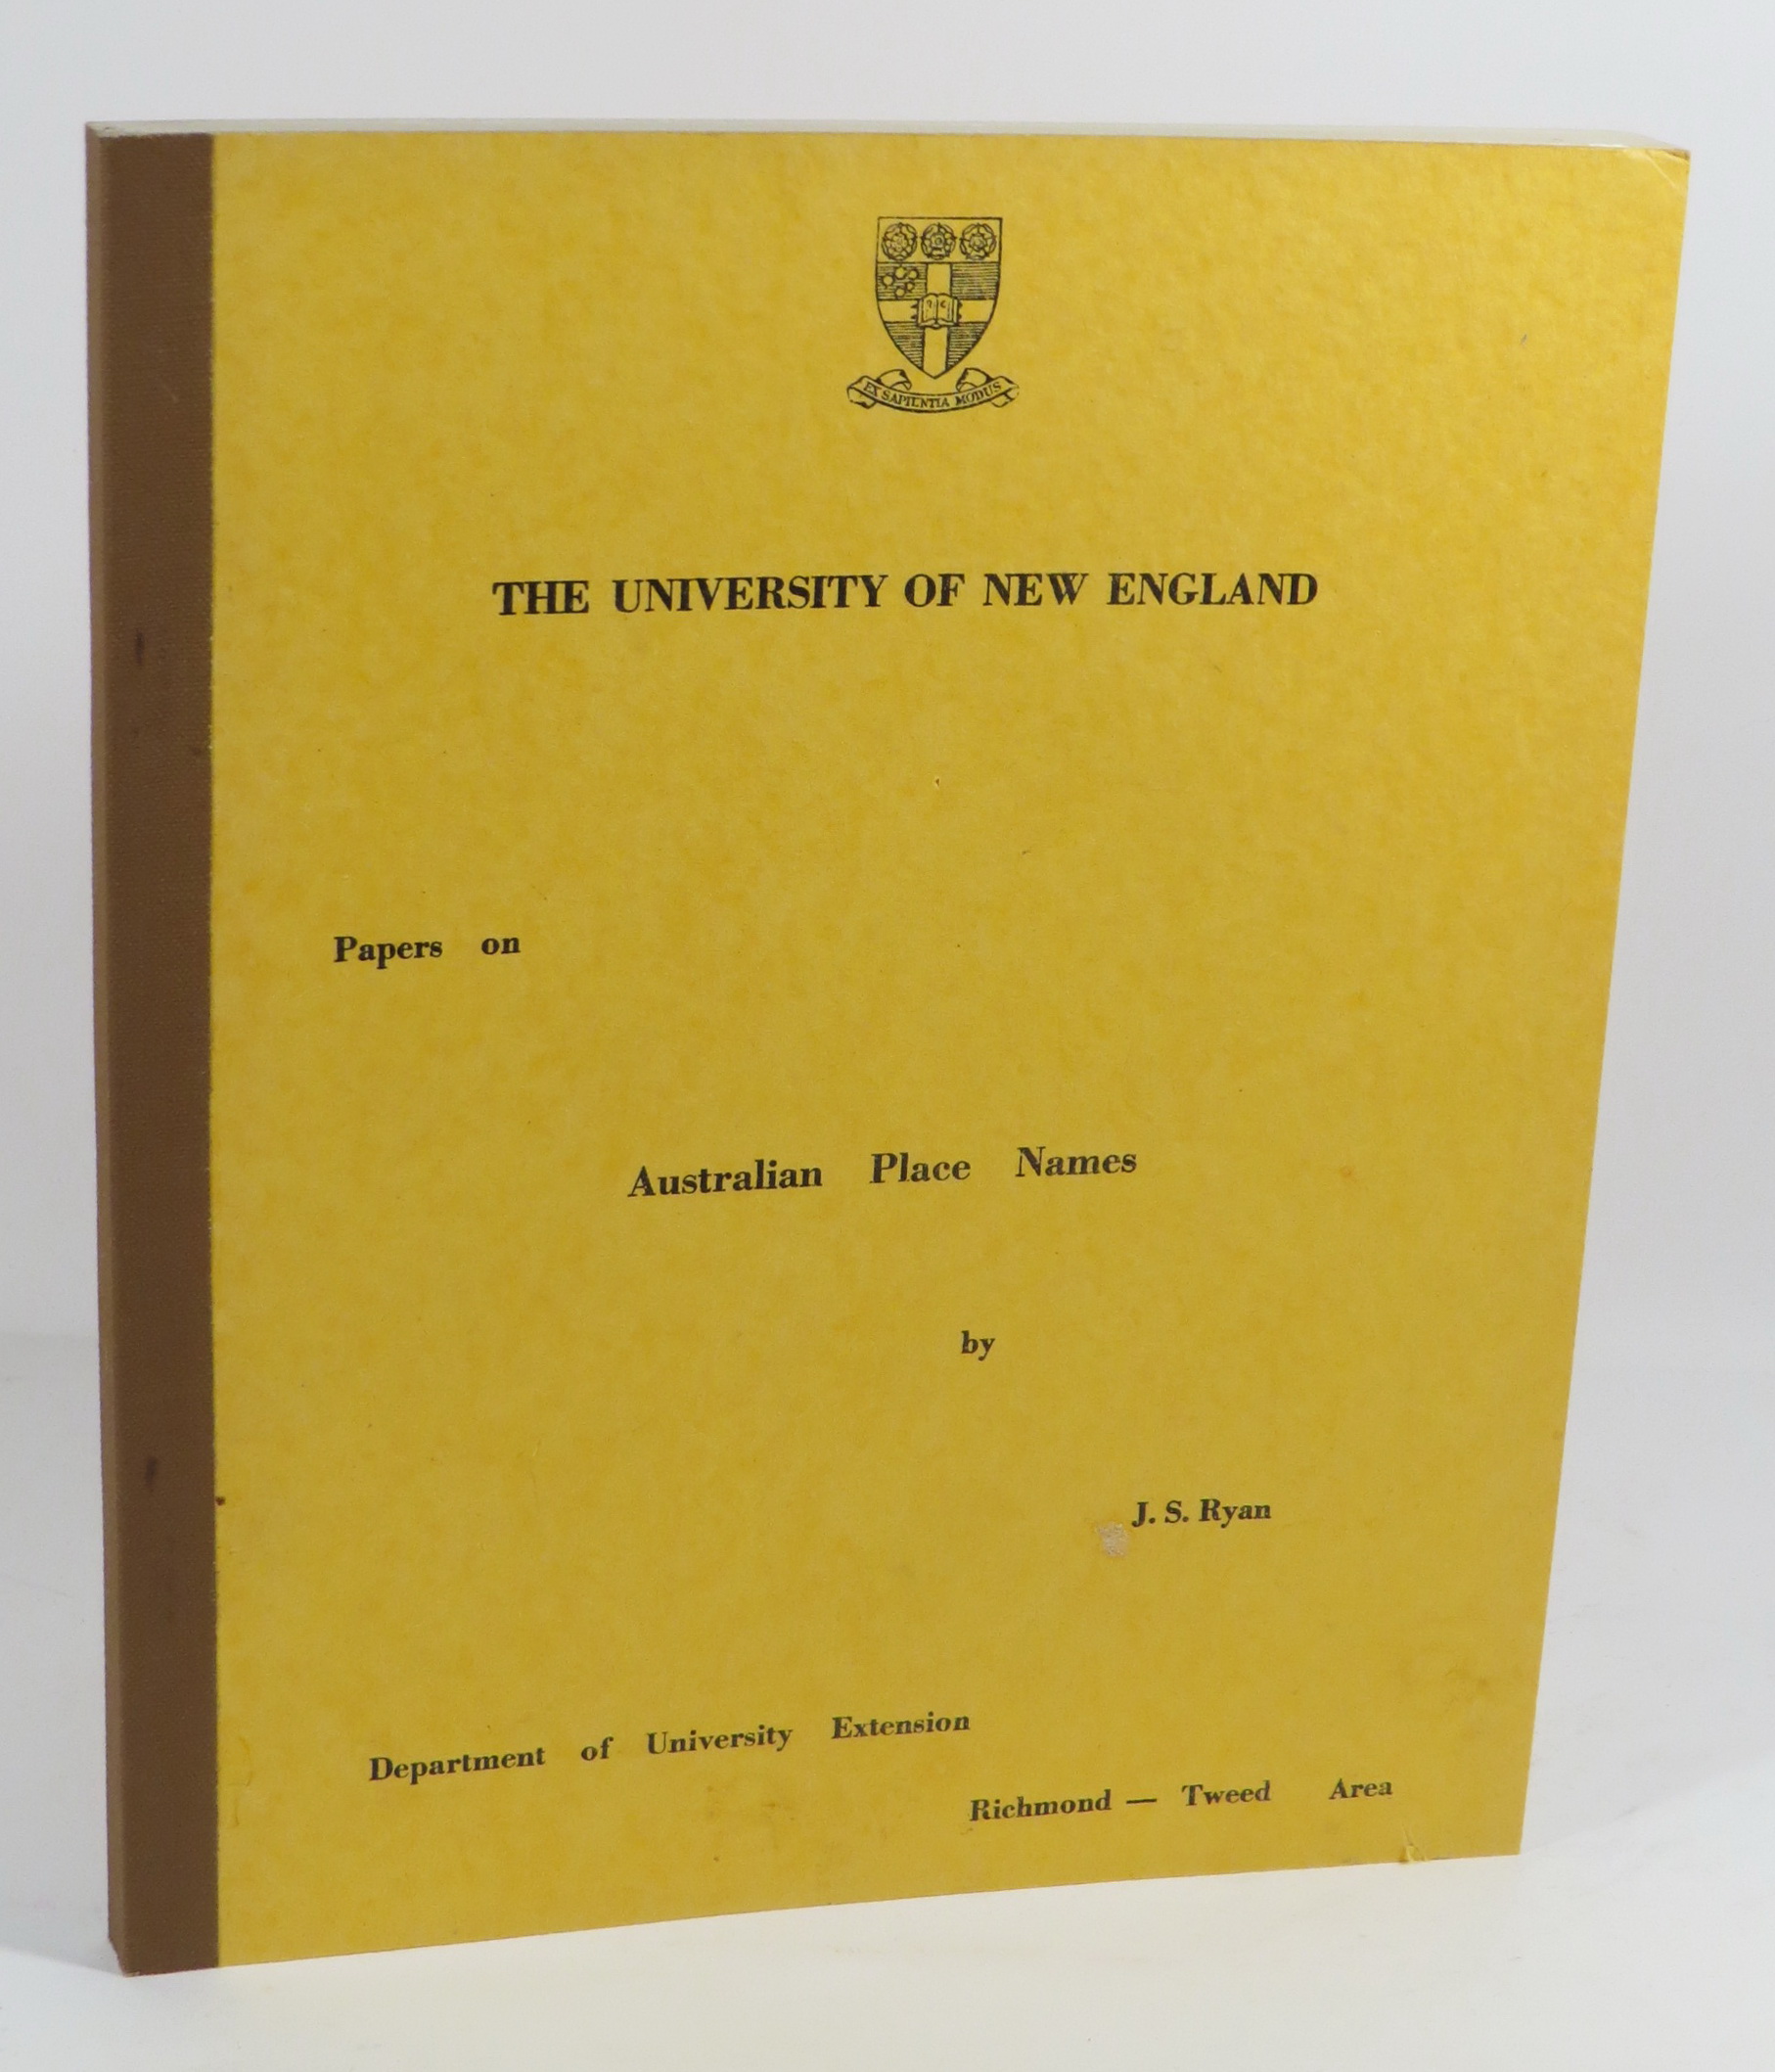 EX SAPIENTIA MODUS
THE UNIVERSITY OF NEW ENGLAND
Papers on
Australian Place Names
by
J. S. Ryan
Department of University Extension
Richmond — Tweed Area